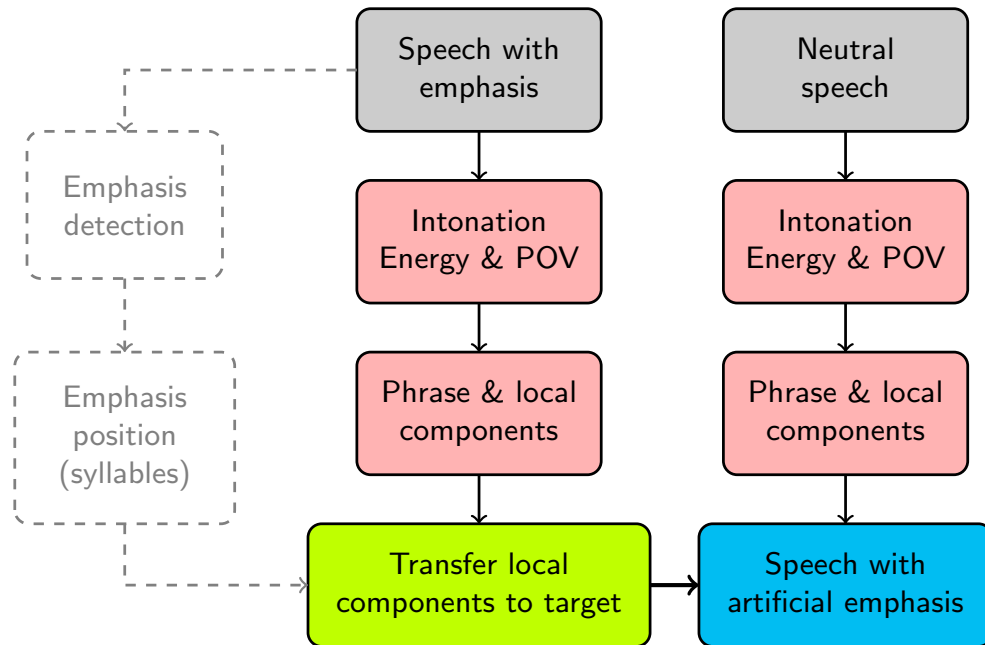 Speech with
emphasis
Neutral
speech
Emphasis
detection
Intonation
Energy & POV
Intonation
Energy & POV
Emphasis
position
(syllables)
Phrase & local
components
Phrase & local
components
Transfer local
components to target
Speech with
artificial emphasis